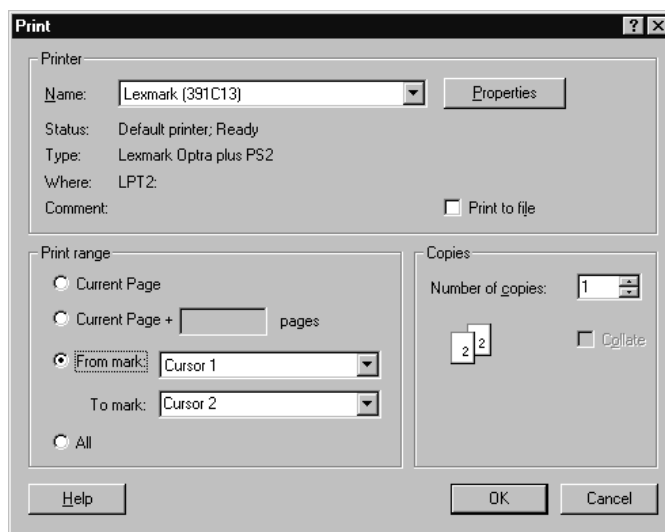 Print
Printer
Name: Lexmark (391C13) Properties
Status: Default printer; Ready
Type: Lexmark Optra plus PS2
Where: LPT2:
Comment: Print to file
Print range
Current Page
Current Page + pages
From mark: Cursor 1
To mark: Cursor 2
All
Copies
Number of copies: 1
2 2
Collate
Help OK Cancel